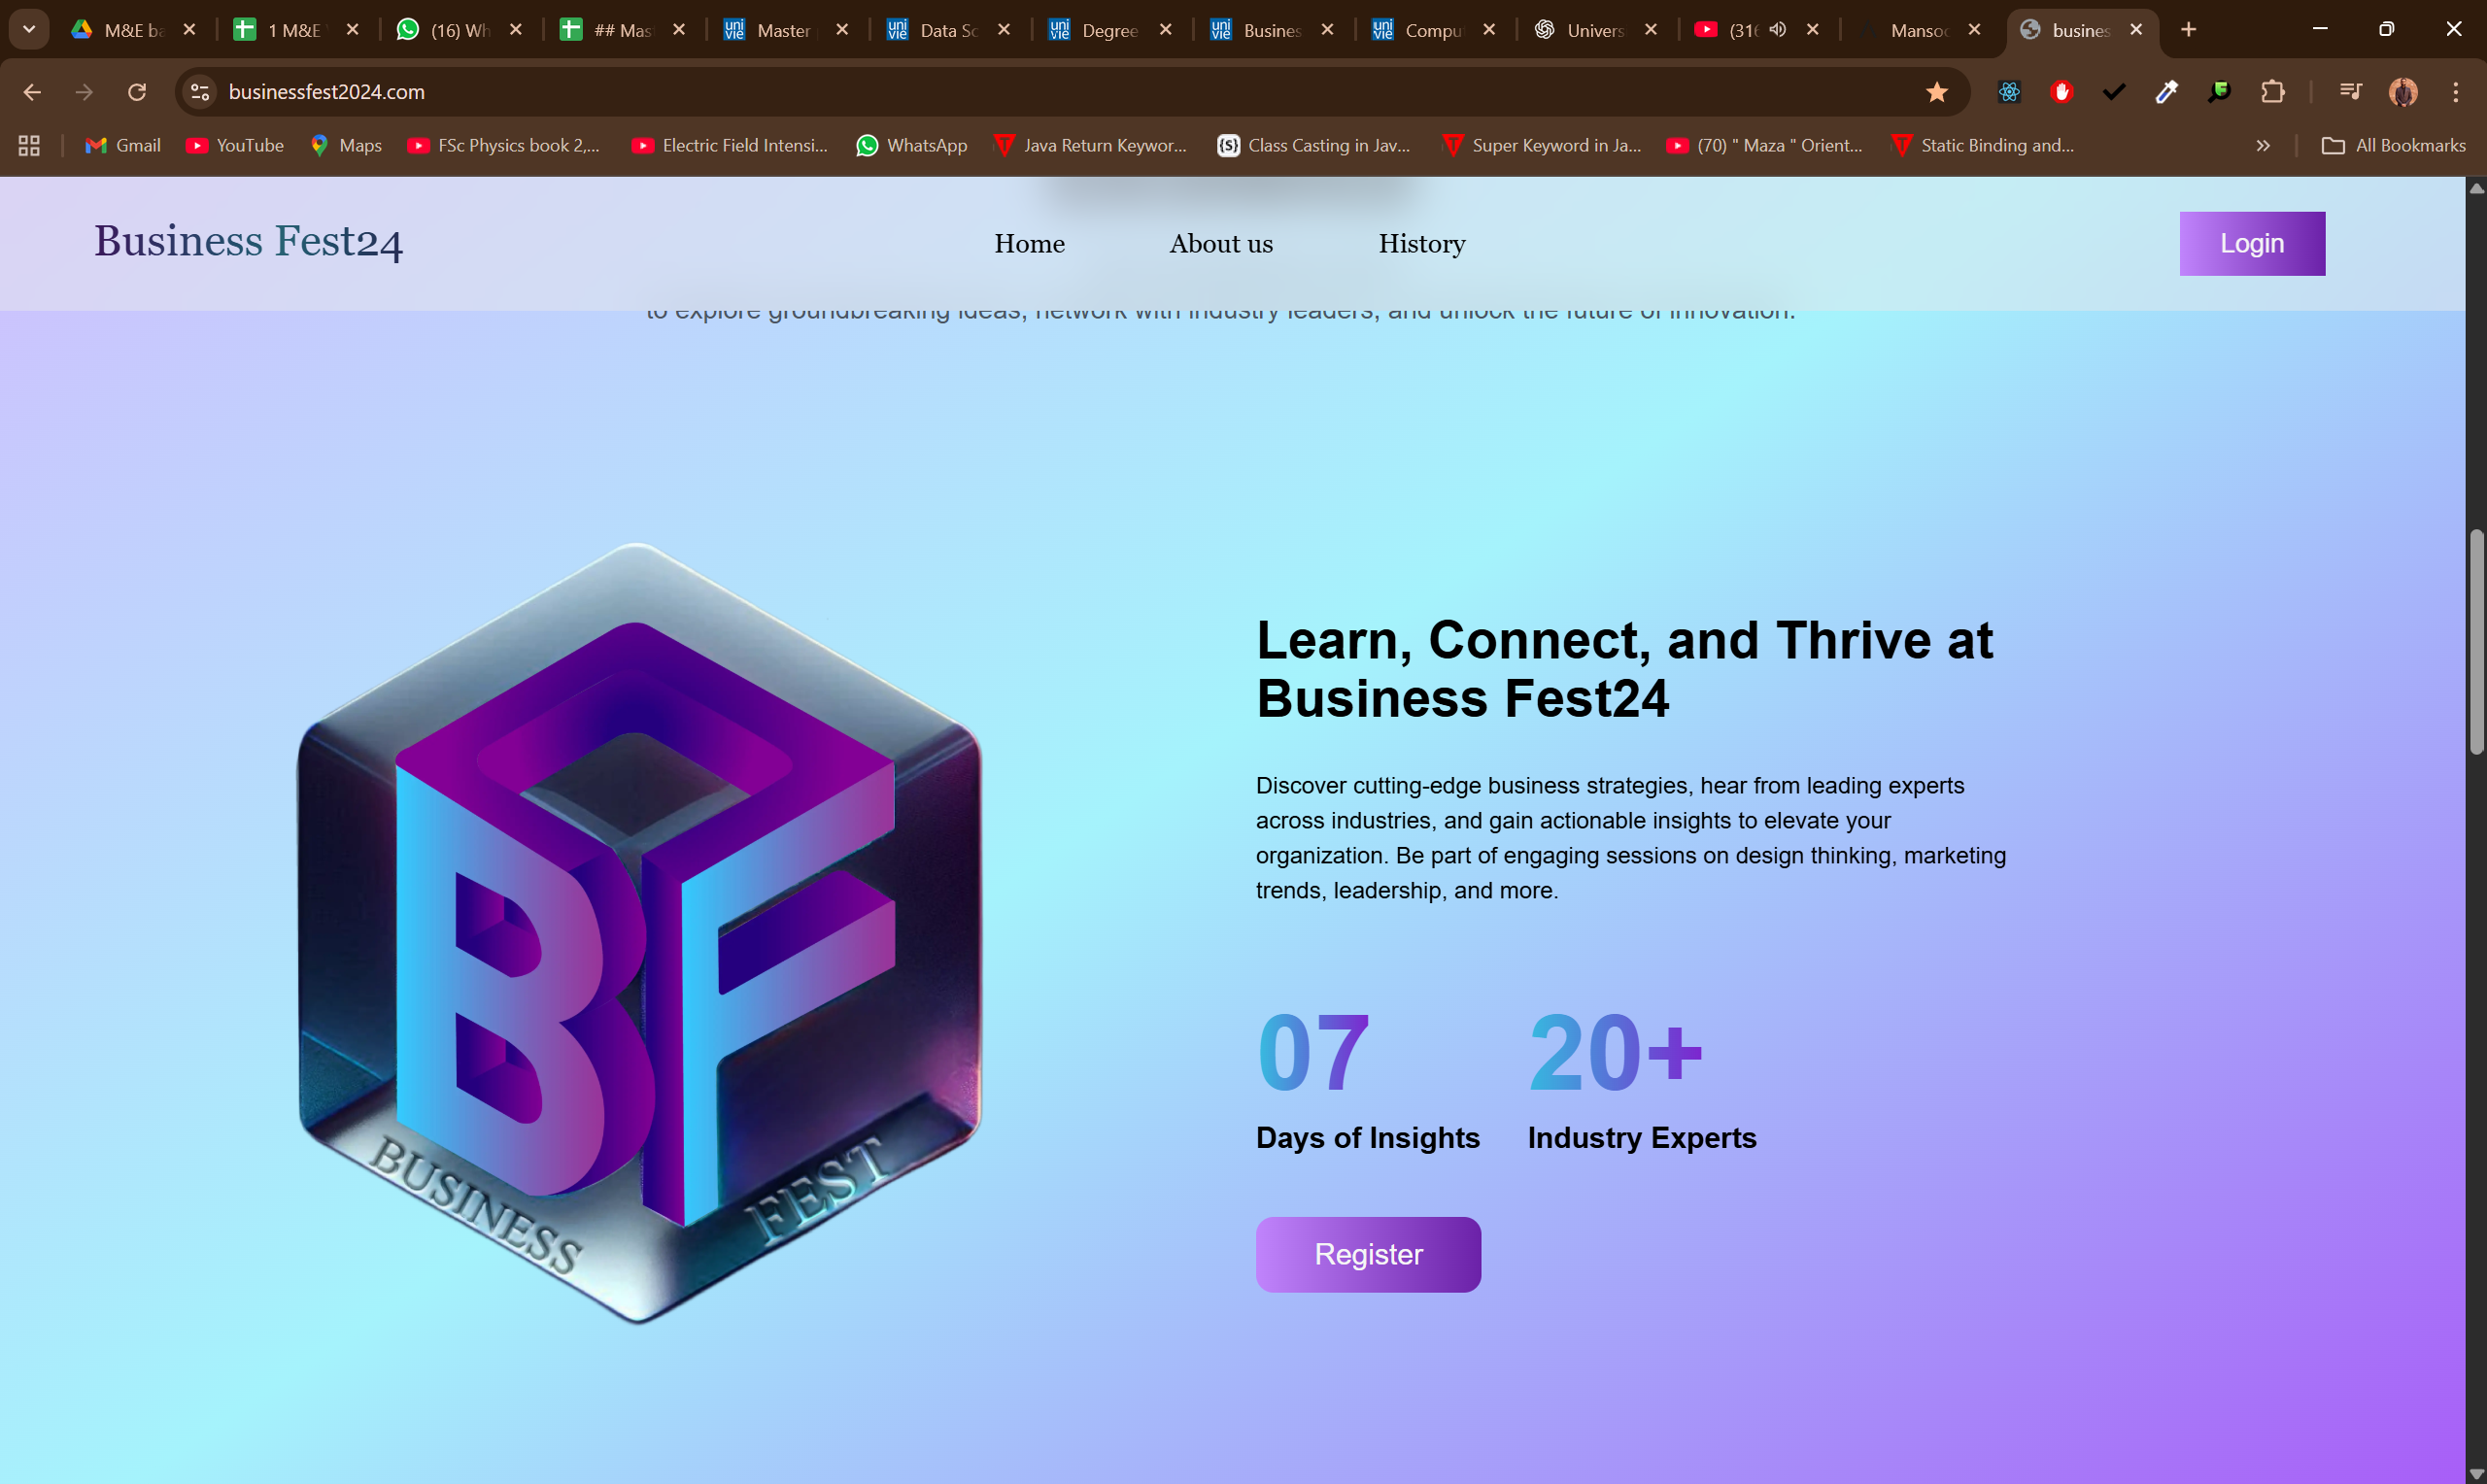 M&E ba
1 M&E
(16) Wh
## Mas
Master
Data Sc
Degree
Busines
Compu
Univers
(316
Mansoo
busines
businessfest2024.com
Gmail
YouTube
Maps
FSc Physics book 2,...
Electric Field Intensi...
WhatsApp
Java Return Keywor...
Class Casting in Jav...
Super Keyword in Ja...
(70) " Maza " Orient...
Static Binding and...
All Bookmarks
Business Fest24
Home
About us
History
Login
to explore groundbreaking ideas, network with industry leaders, and unlock the future of innovation.
Learn, Connect, and Thrive at
Business Fest24
Discover cutting-edge business strategies, hear from leading experts
across industries, and gain actionable insights to elevate your
organization. Be part of engaging sessions on design thinking, marketing
trends, leadership, and more.
07
Days of Insights
20+
Industry Experts
Register
BF
BUSINESS
FEST